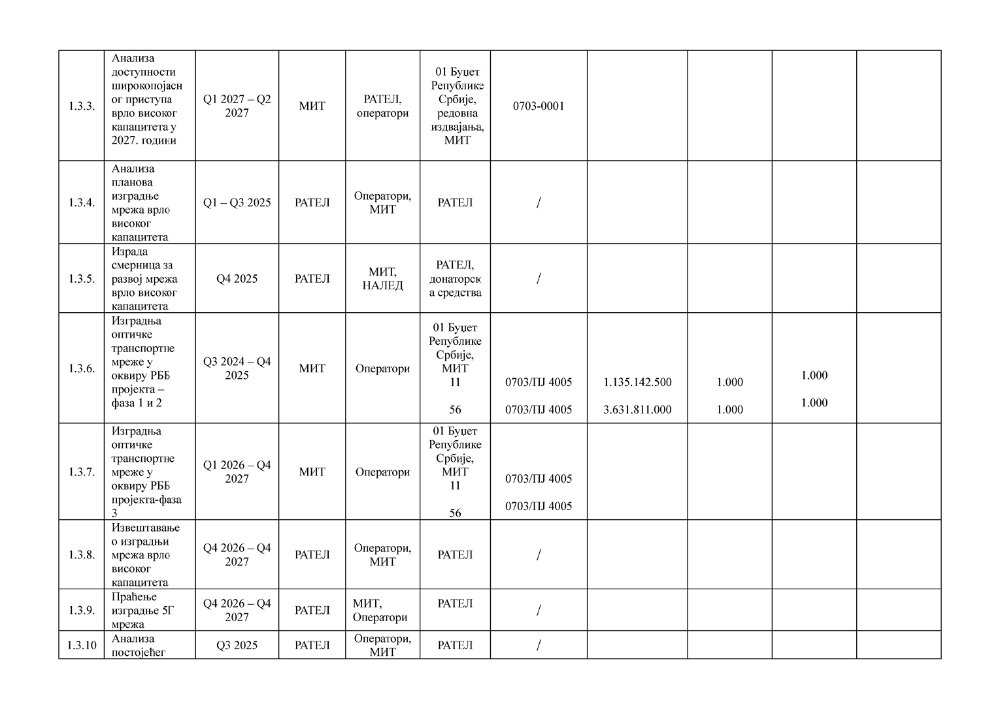 1.3.3.
Анализа
доступности
широкопојасн
ог приступа
врло високог
капацитета у
2027. години
Q1 2027 – Q2
2027
МИТ
РАТЕЛ,
оператори
01 Буџет
Републике
Србије,
редовна
издвајања,
МИТ
0703-0001
1.3.4.
Анализа
планова
изградње
мрежа врло
високог
капацитета
Q1 – Q3 2025
РАТЕЛ
Оператори,
МИТ
РАТЕЛ
/
1.3.5.
Израда
смерница за
развој мрежа
врло високог
капацитета
Q4 2025
РАТЕЛ
МИТ,
НАЛЕД
РАТЕЛ,
донаторск
а средства
/
1.3.6.
Изградња
оптичке
транспортне
мреже у
оквиру РББ
пројекта –
фаза 1 и 2
Q3 2024 – Q4
2025
МИТ
Оператори
01 Буџет
Републике
Србије,
МИТ
11
56
0703/ПЈ 4005
0703/ПЈ 4005
1.135.142.500
3.631.811.000
1.000
1.000
1.000
1.000
1.3.7.
Изградња
оптичке
транспортне
мреже у
оквиру РББ
пројекта-фаза
3
Q1 2026 – Q4
2027
МИТ
Оператори
01 Буџет
Републике
Србије,
МИТ
11
56
0703/ПЈ 4005
0703/ПЈ 4005
1.3.8.
Извештавање
о изградњи
мрежа врло
високог
капацитета
Q4 2026 – Q4
2027
РАТЕЛ
Оператори,
МИТ
РАТЕЛ
/
1.3.9.
Праћење
изградње 5Г
мрежа
Q4 2026 – Q4
2027
РАТЕЛ
МИТ,
Оператори
РАТЕЛ
/
1.3.10
Анализа
постојећег
Q3 2025
РАТЕЛ
Оператори,
МИТ
РАТЕЛ
/